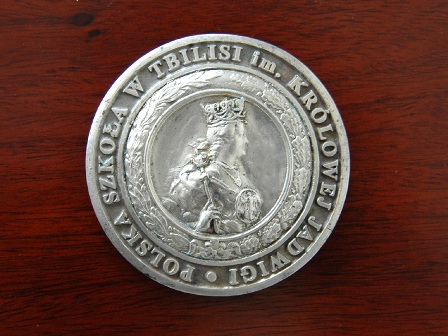 POLSKA SZKOŁA W TBILISI im. KRÓLOWEJ JADWIGI